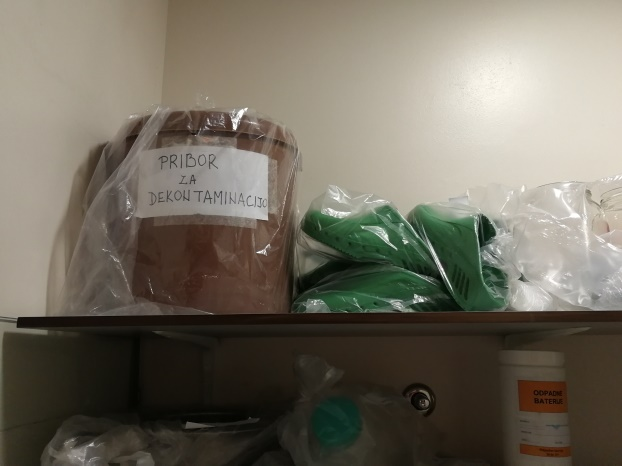 PRIBOR
ZA
DEKONTAMINACIJO
ODPADNE
BATERIJE